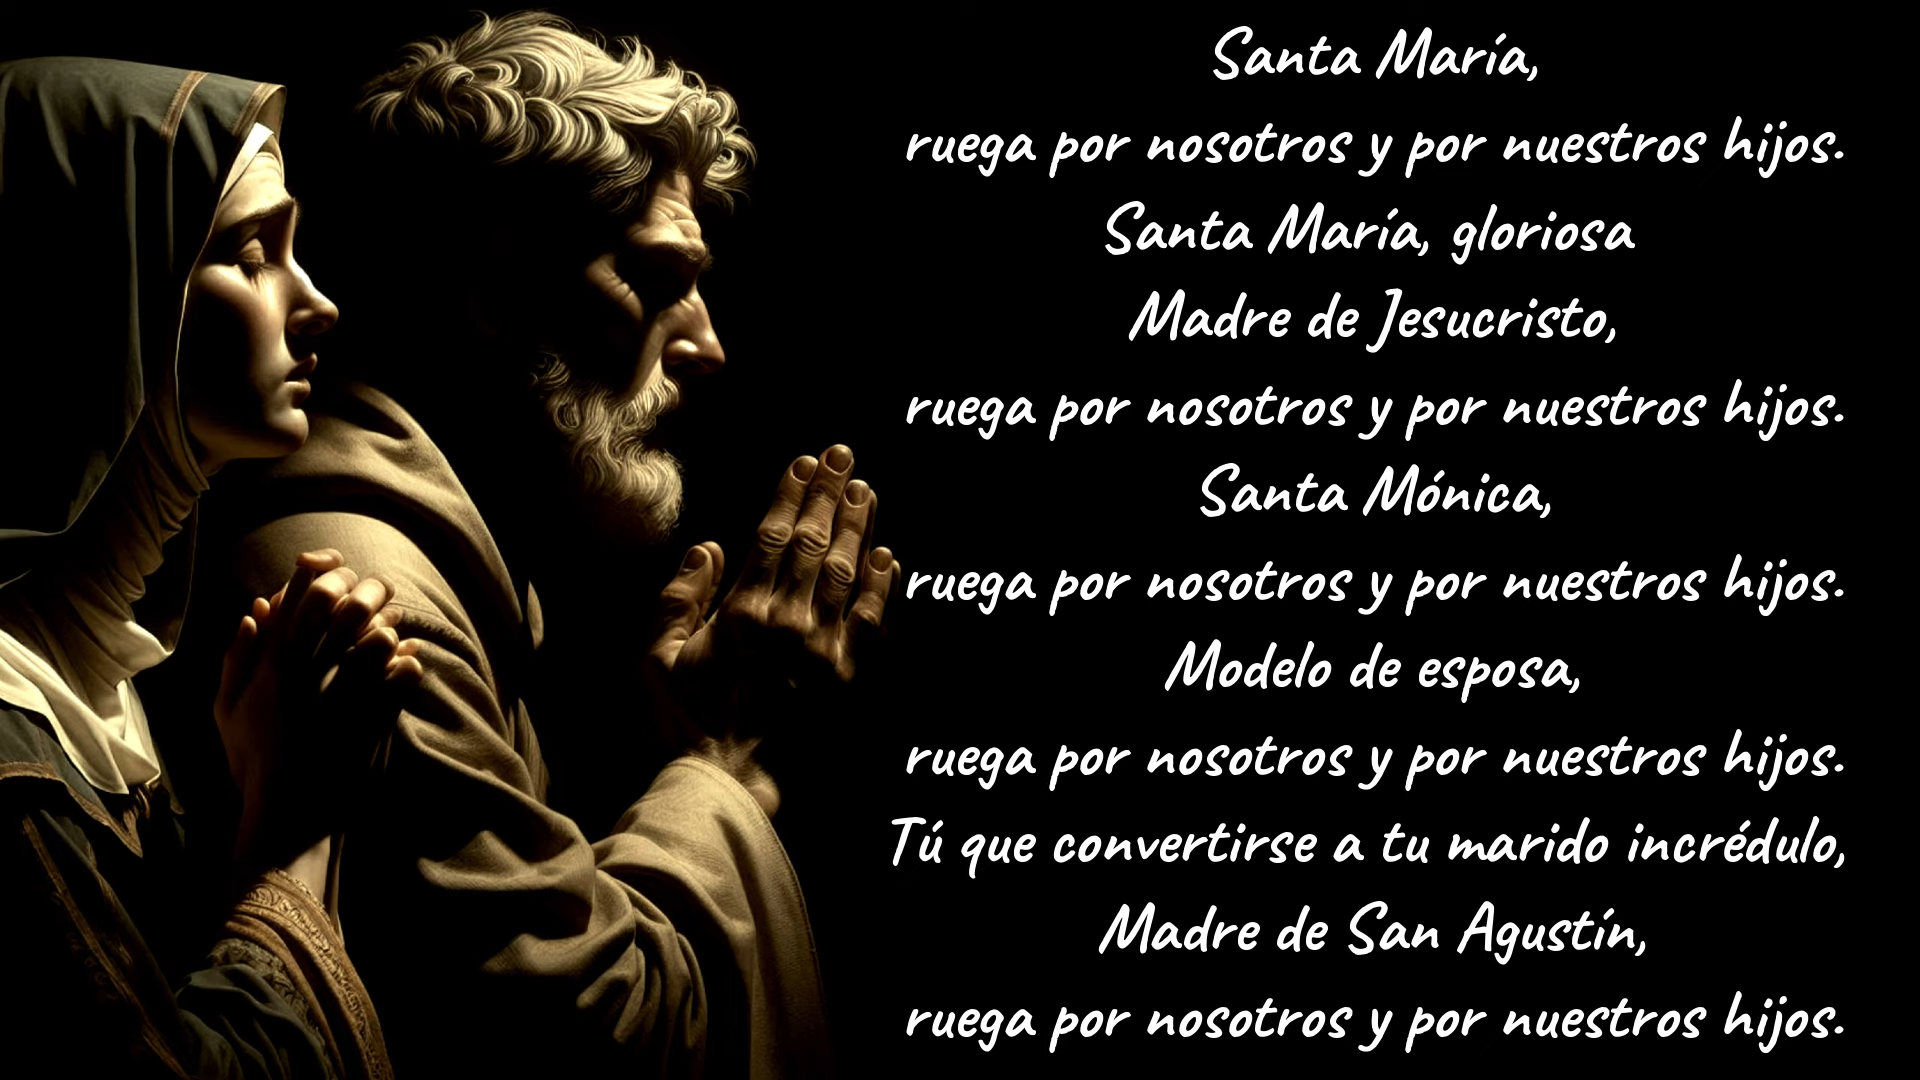 Santa María,
ruega por nosotros y por nuestros hijos.
Santa María, gloriosa
Madre de Jesucristo,
ruega por nosotros y por nuestros hijos.
Santa Mónica,
ruega por nosotros y por nuestros hijos.
Modelo de esposa,
ruega por nosotros y por nuestros hijos.
Tú que convertirse a tu marido incrédulo,
Madre de San Agustín,
ruega por nosotros y por nuestros hijos.